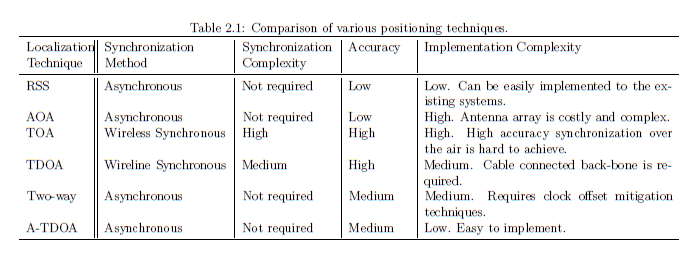 Table 2.1: Comparison of various positioning techniques.
Localization Synchronization Synchronization Accuracy Implementation Complexity
Technique Method Complexity
RSS Asynchronous Not required Low Low. Can be easily implemented to the ex-
isting systems.
AOA Asynchronous Not required Low High. Antenna array is costly and complex.
TOA Wireless Synchronous High High High. High accuracy synchronization over
the air is hard to achieve.
TDOA Wireline Synchronous Medium High Medium. Cable connected back-bone is re-
quired.
Two-way Asynchronous Not required Medium Medium. Requires clock offset mitigation
techniques.
A-TDOA Asynchronous Not required Medium Low. Easy to implement.